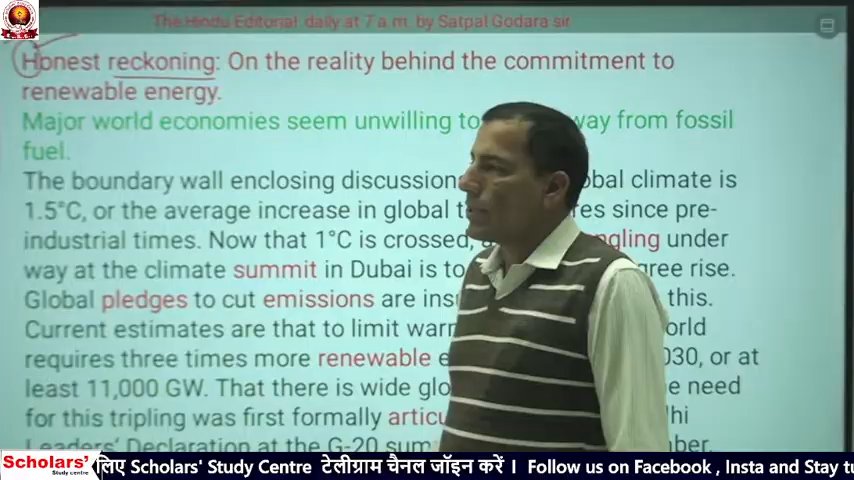 The Hindu Editorial daily at 7 a.m. by Satpal Godara sir
Honest reckoning: On the reality behind the commitment to
renewable energy.
Major world economies seem unwilling to way from fossil
fuel.
The boundary wall enclosing discussion obal climate is
1.5°C, or the average increase in global t res since pre-
industrial times. Now that 1°C is crossed, a ngling under
way at the climate summit in Dubai is to gree rise.
Global pledges to cut emissions are ins this.
Current estimates are that to limit warm orld
requires three times more renewable e 030, or at
least 11,000 GW. That there is wide glo e need
for this tripling was first formally articu lhi
Leaders' Declaration at the G-20 summ ber.
Scholars'
Study centre
लिए Scholars' Study Centre टेलीग्राम चैनल जॉइन करें । Follow us on Facebook , Insta and Stay tu